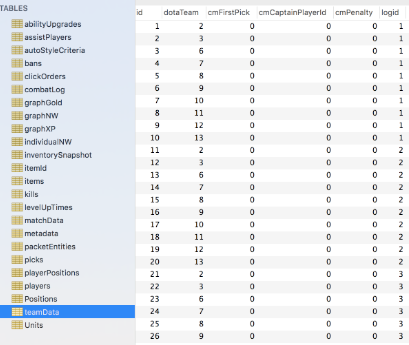 TABLES
abilityUpgrades
assistPlayers
autoStyleCriteria
bans
clickOrders
combatLog
graphGold
graphNW
graphXP
individualNW
inventorySnapshot
itemId
items
kills
levelUpTimes
matchData
metadata
packetEntities
picks
playerPositions
players
Positions
teamData
Units
id dotaTeam cmFirstPick cmCaptainPlayerId cmPenalty logid
1 2 0 0 0 1
2 3 0 0 0 1
3 6 0 0 0 1
4 7 0 0 0 1
5 8 0 0 0 1
6 9 0 0 0 1
7 10 0 0 0 1
8 11 0 0 0 1
9 12 0 0 0 1
10 13 0 0 0 1
11 2 0 0 0 2
12 3 0 0 0 2
13 6 0 0 0 2
14 7 0 0 0 2
15 8 0 0 0 2
16 9 0 0 0 2
17 10 0 0 0 2
18 11 0 0 0 2
19 12 0 0 0 2
20 13 0 0 0 2
21 2 0 0 0 3
22 3 0 0 0 3
23 6 0 0 0 3
24 7 0 0 0 3
25 8 0 0 0 3
26 9 0 0 0 3